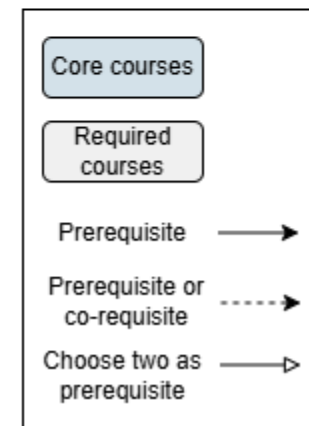 Core courses
Required
courses
Prerequisite
Prerequisite or
co-requisite
Choose two as
prerequisite